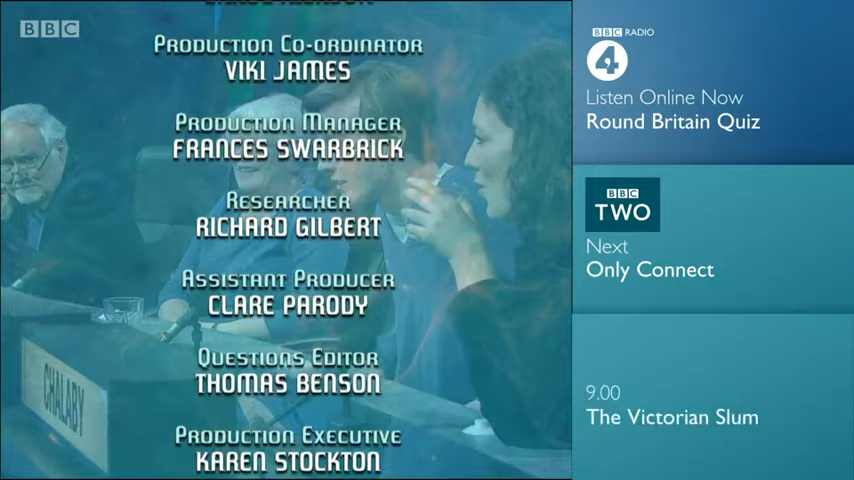 BBC
PRODUCTION CO-ORDINATOR
VIKI JAMES
PRODUCTION MANAGER
FRANCES SWARBRICK
RESEARCHER
RICHARD GILBERT
ASSISTANT PRODUCER
CLARE PARODY
QUESTIONS EDITOR
THOMAS BENSON
PRODUCTION EXECUTIVE
KAREN STOCKTON
CHALABY
BBC RADIO
4
Listen Online Now
Round Britain Quiz
BBC
TWO
Next
Only Connect
9.00
The Victorian Slum